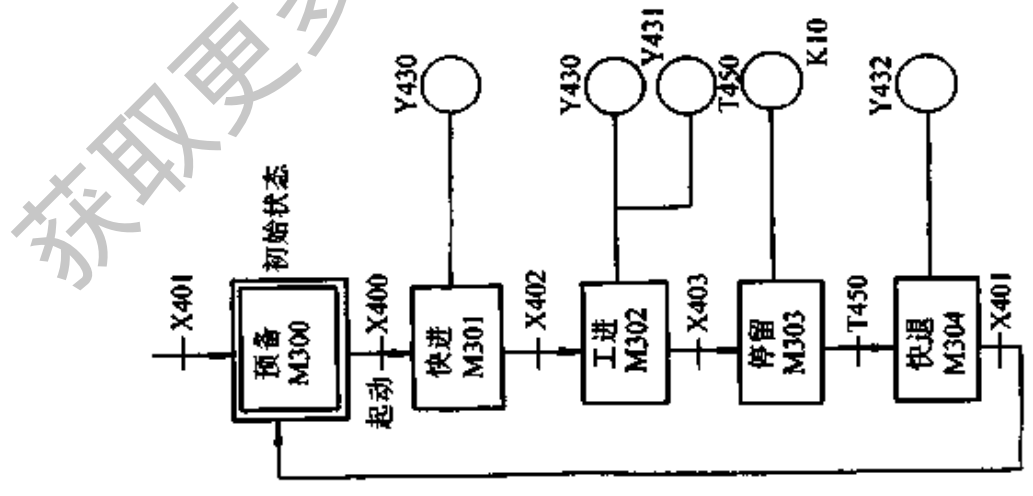 获取更多
X401
初始状态
预备
M300
起动
X400
快进
M301
Y430
X402
工进
M302
Y430
Y431
X403
停留
M303
T450
K10
T450
快退
M304
Y432
X401